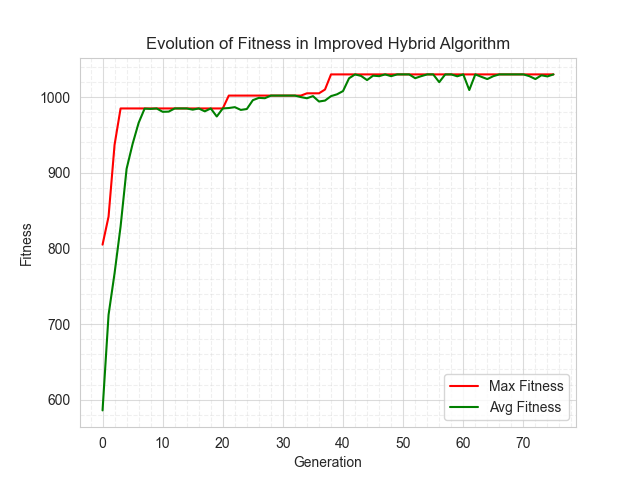 Evolution of Fitness in Improved Hybrid Algorithm
Fitness
1000
900
800
700
600
Max Fitness
Avg Fitness
0 10 20 30 40 50 60 70
Generation